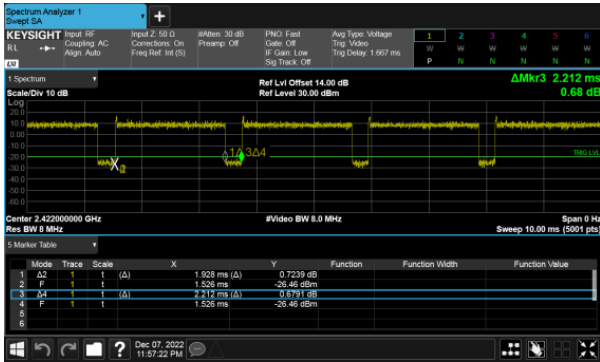 Spectrum Analyzer 1
Swept SA
+
KEYSIGHT Input: RF Input Z: 50 Ω #Atten: 30 dB PNO: Fast Avg Type: Voltage 1 2 3 4 5 6
RL Coupling: AC Corrections: On Preamp: Off Gate: Off Trig: Video W W W W W W
Align: Auto Freq Ref: Int (S) IF Gain: Low Trig Delay: 1.667 ms P N N N N N
Sig Track: Off
LXI
1 Spectrum Ref Lvl Offset 14.00 dB ΔMkr3 2.212 ms
Scale/Div 10 dB Ref Level 30.00 dBm 0.68 dB
Log
20.0
10.0
0.00
-10.0
-20.0 1Δ 3Δ4 TRIG LVL
-30.0
-40.0
-50.0
-60.0
Center 2.422000000 GHz #Video BW 8.0 MHz Span 0 Hz
Res BW 8 MHz Sweep 10.00 ms (5001 pts)
5 Marker Table
Mode Trace Scale X Y Function Function Width Function Value
1 Δ2 1 t (Δ) 1.928 ms (Δ) 0.7239 dB
2 F 1 t 1.526 ms -26.46 dBm
3 Δ4 1 t (Δ) 2.212 ms (Δ) 0.6791 dB
4 F 1 t 1.526 ms -26.46 dBm
5
6
? Dec 07, 2022
11:57:22 PM